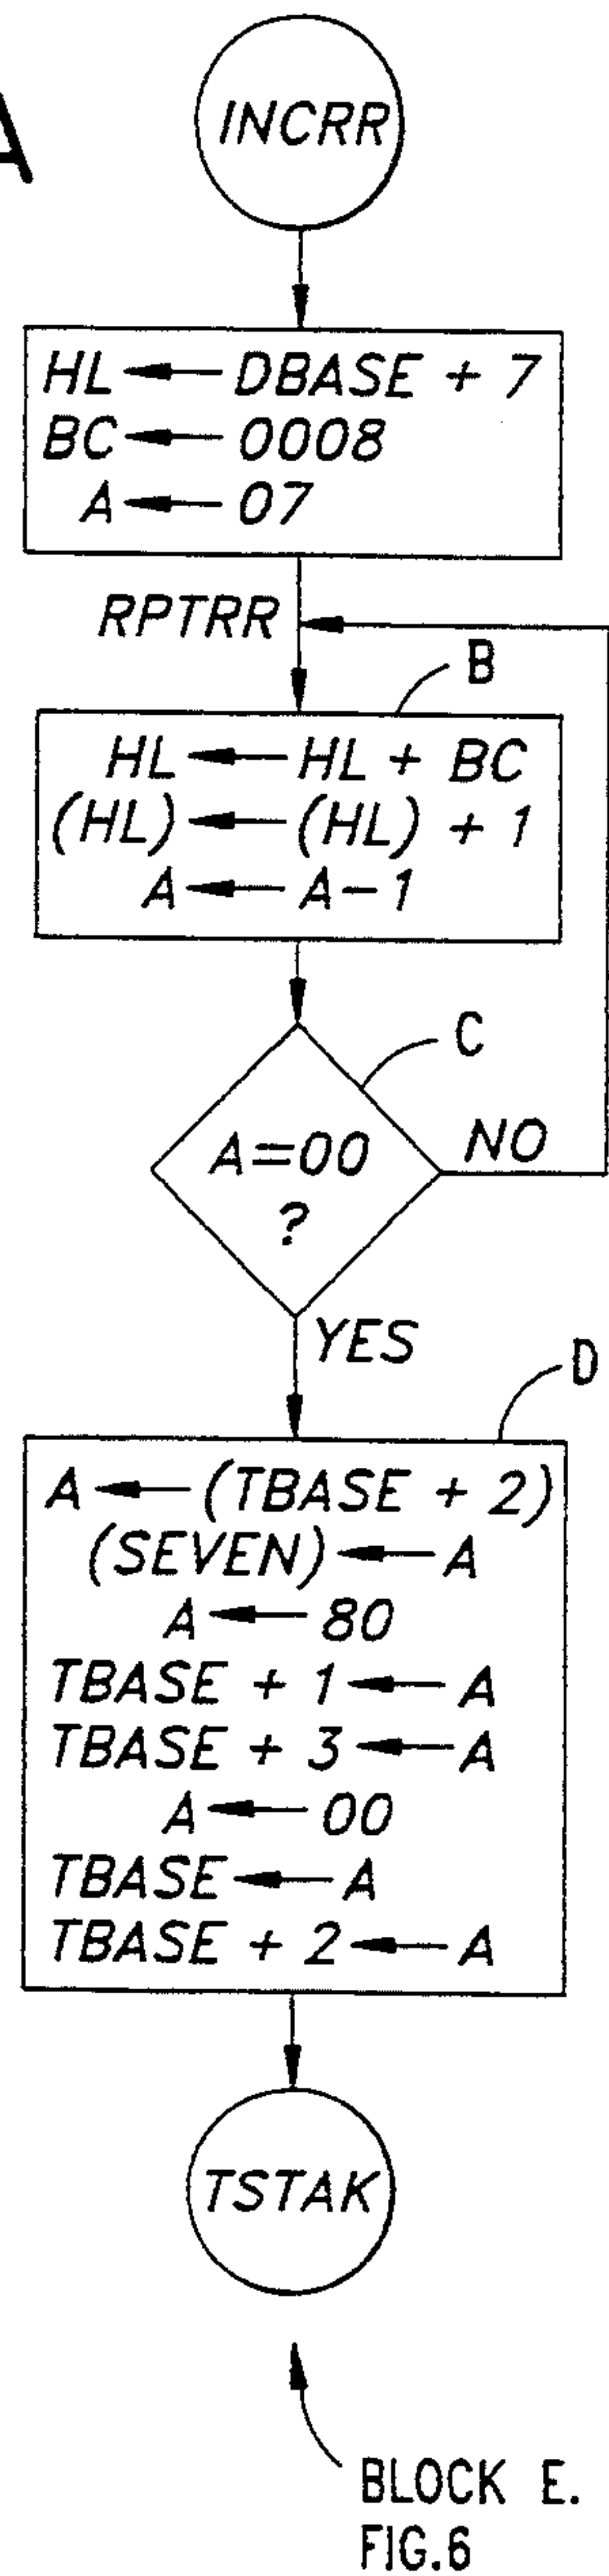 A
INCRR
HL ← DBASE + 7
BC ← 0008
A ← 07
RPTRR
B
HL ← HL + BC
(HL) ← (HL) + 1
A ← A-1
C
A=00
?
NO
YES
D
A ← (TBASE + 2)
(SEVEN) ← A
A ← 80
TBASE + 1 ← A
TBASE + 3 ← A
A ← 00
TBASE ← A
TBASE + 2 ← A
TSTAK
BLOCK E.
FIG.6